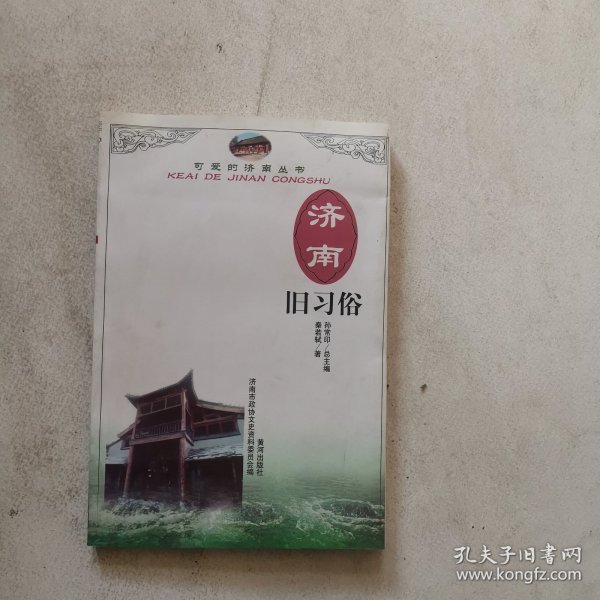 可爱的济南丛书
KEAI DE JINAN CONGSHU
济南
旧习俗
孙常印/总主编
秦若轼/著
济南市政协文史资料委员会编
黄河出版社
孔夫子旧书网
www.kongfz.com